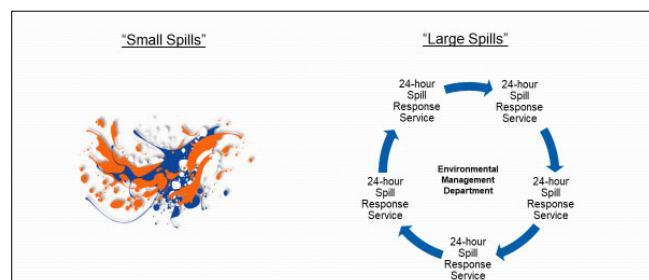 “Small Spills”
“Large Spills”
24-hour
Spill
Response
Service
24-hour
Spill
Response
Service
24-hour
Spill
Response
Service
24-hour
Spill
Response
Service
24-hour
Spill
Response
Service
Environmental
Management
Department